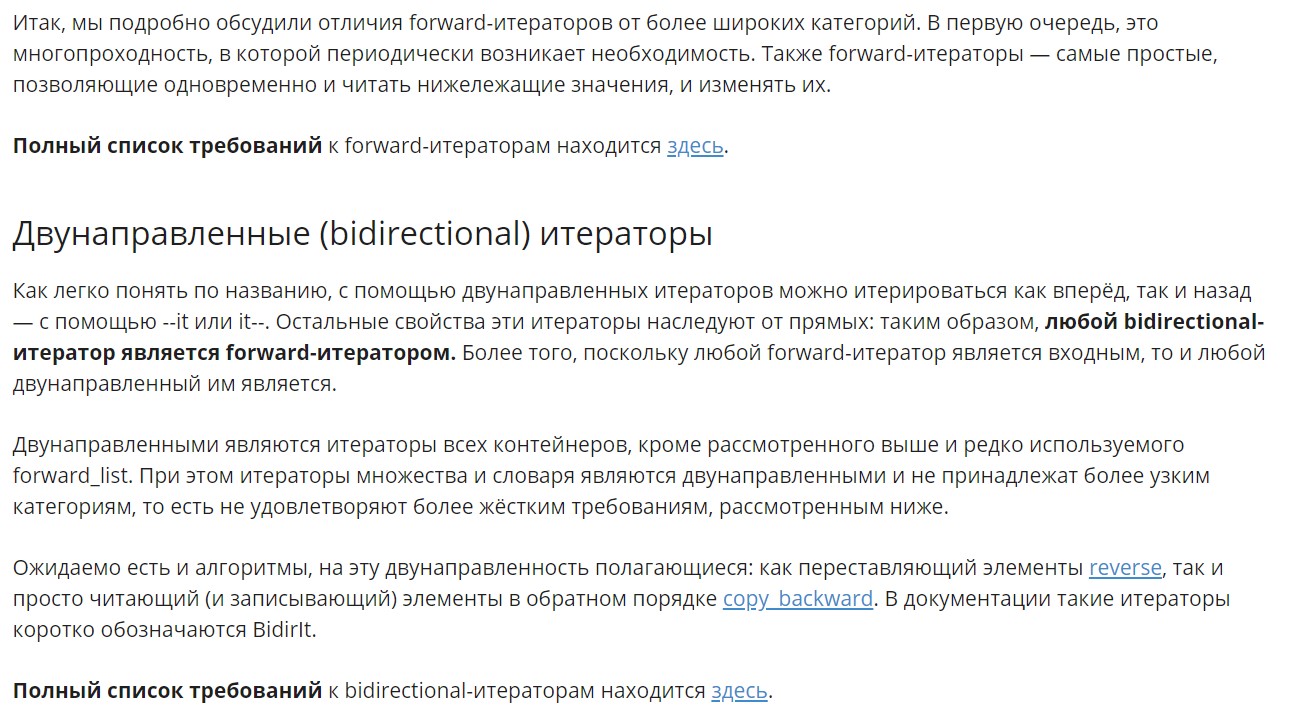 Итак, мы подробно обсудили отличия forward-итераторов от более широких категорий. В первую очередь, это
многопроходность, в которой периодически возникает необходимость. Также forward-итераторы — самые простые,
позволяющие одновременно и читать нижележащие значения, и изменять их.
Полный список требований к forward-итераторам находится здесь.
Двунаправленные (bidirectional) итераторы
Как легко понять по названию, с помощью двунаправленных итераторов можно итерироваться как вперёд, так и назад
— с помощью --it или it--. Остальные свойства эти итераторы наследуют от прямых: таким образом, любой bidirectional-
итератор является forward-итератором. Более того, поскольку любой forward-итератор является входным, то и любой
двунаправленный им является.
Двунаправленными являются итераторы всех контейнеров, кроме рассмотренного выше и редко используемого
forward_list. При этом итераторы множества и словаря являются двунаправленными и не принадлежат более узким
категориям, то есть не удовлетворяют более жёстким требованиям, рассмотренным ниже.
Ожидаемо есть и алгоритмы, на эту двунаправленность полагающиеся: как переставляющий элементы reverse, так и
просто читающий (и записывающий) элементы в обратном порядке copy_backward. В документации такие итераторы
коротко обозначаются BidirIt.
Полный список требований к bidirectional-итераторам находится здесь.